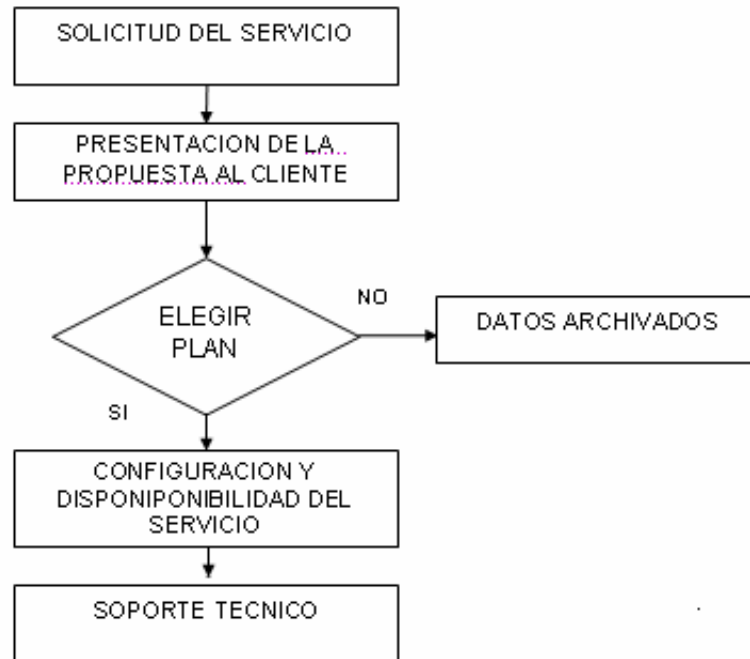 SOLICITUD DEL SERVICIO
PRESENTACION DE LA
PROPUESTA AL CLIENTE
ELEGIR
PLAN
NO
DATOS ARCHIVADOS
SI
CONFIGURACION Y
DISPONIPONIBILIDAD DEL
SERVICIO
SOPORTE TECNICO